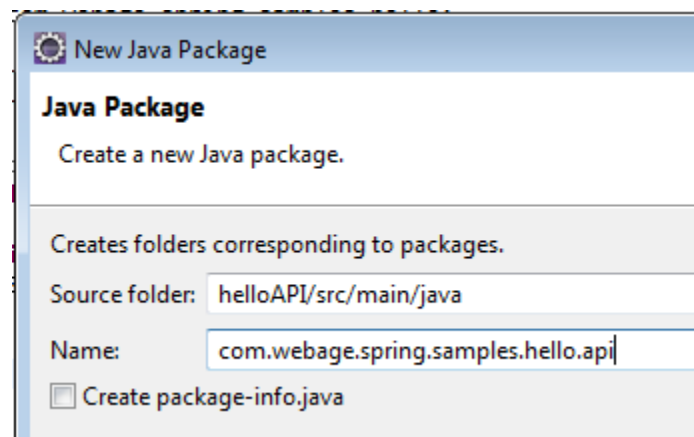 New Java Package
Java Package
Create a new Java package.
Creates folders corresponding to packages.
Source folder: helloAPI/src/main/java
Name: com.webage.spring.samples.hello.api
Create package-info.java